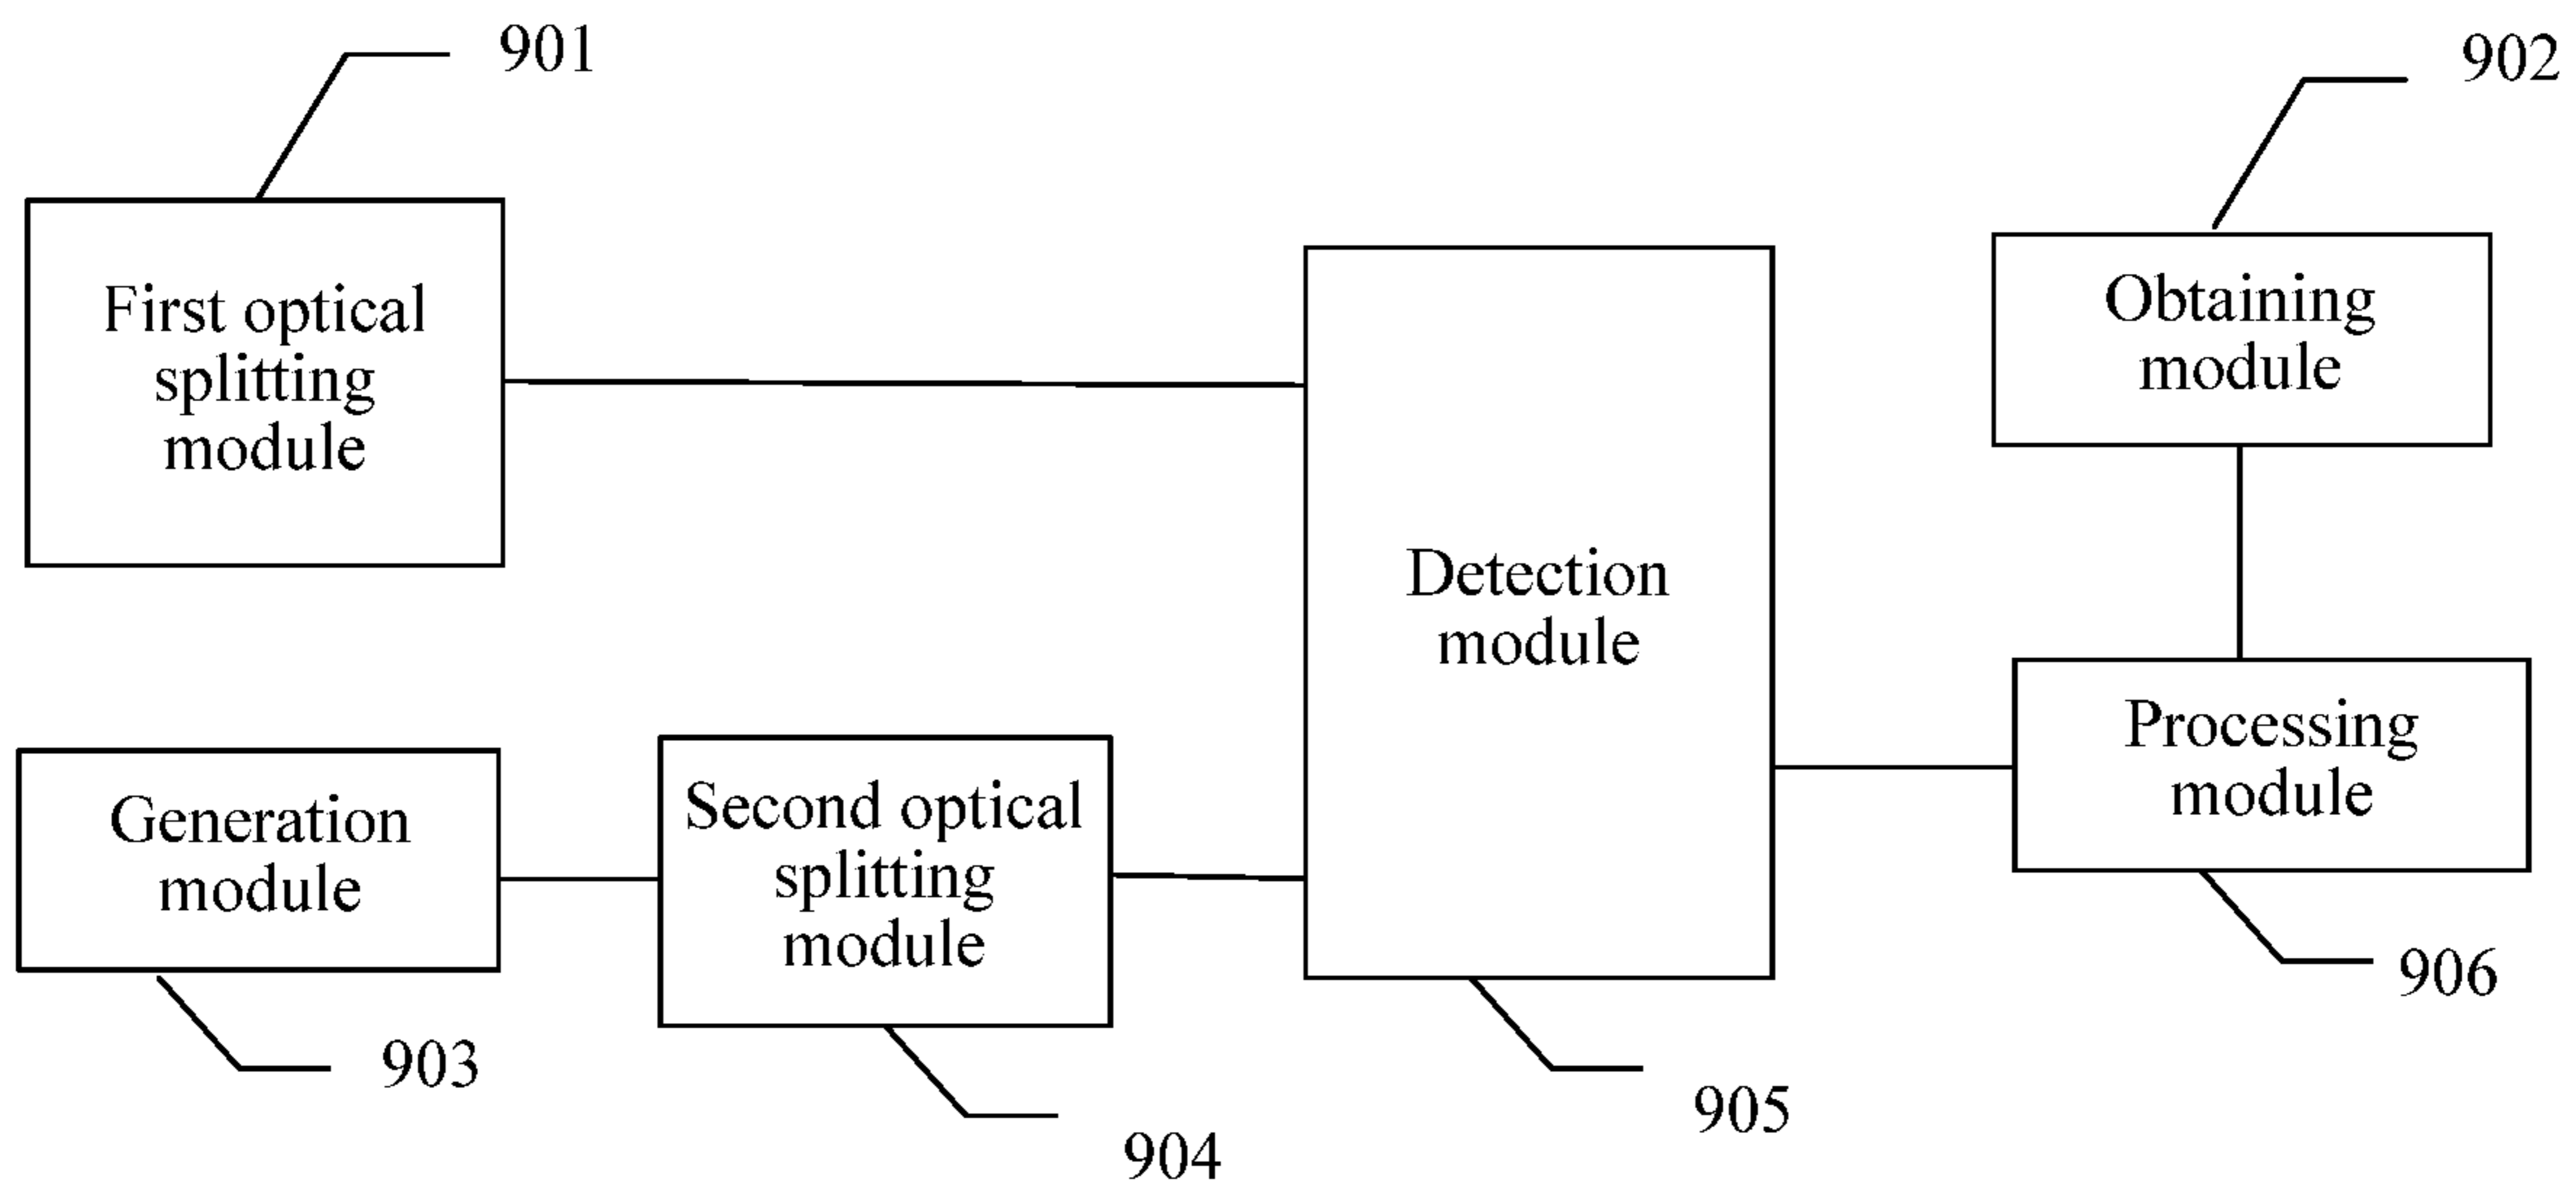 901
902
First optical
splitting
module
Obtaining
module
Detection
module
Processing
module
Generation
module
Second optical
splitting
module
903
904
905
906